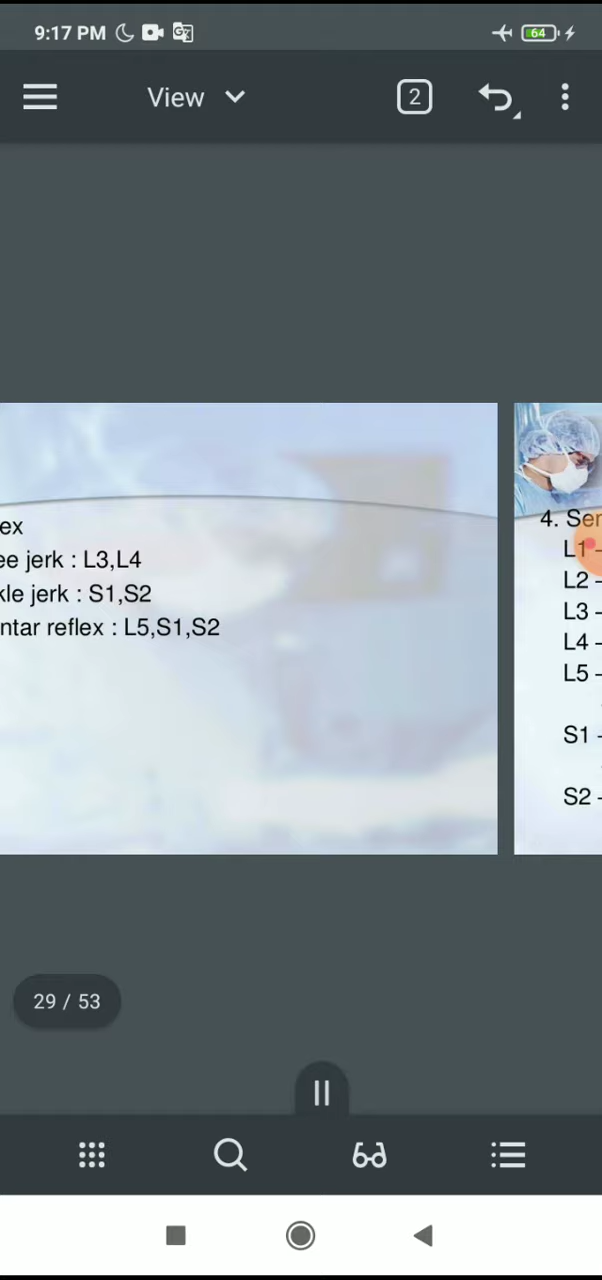 9:17 PM
64
View
2
ex
ee jerk : L3,L4
kle jerk : S1,S2
ntar reflex : L5,S1,S2
4. Ser
L1 -
L2 -
L3 -
L4 -
L5 -
S1 -
S2 -
29 / 53